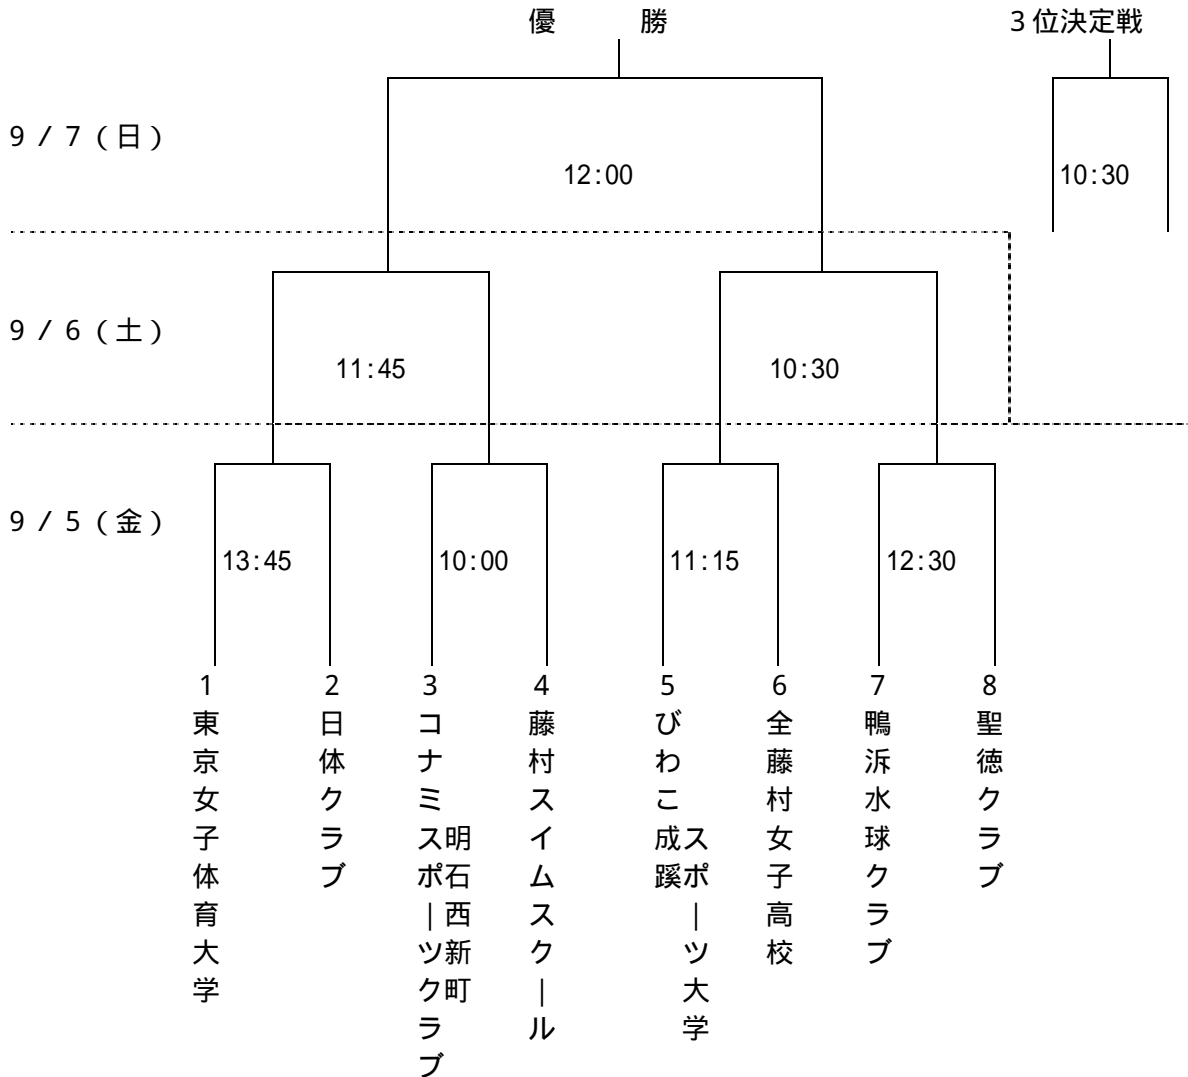 優　勝
3位決定戦
9/7(日)
12:00
10:30
9/6(土)
11:45
10:30
9/5(金)
13:45
10:00
11:15
12:30
1
東京女子体育大学
2
日体クラブ
3
コナミスポーツクラブ
明石西新町
4
藤村スイムスクール
5
びわこ成蹊
スポーツ大学
6
全藤村女子高校
7
鴨泝水球クラブ
8
聖徳クラブ